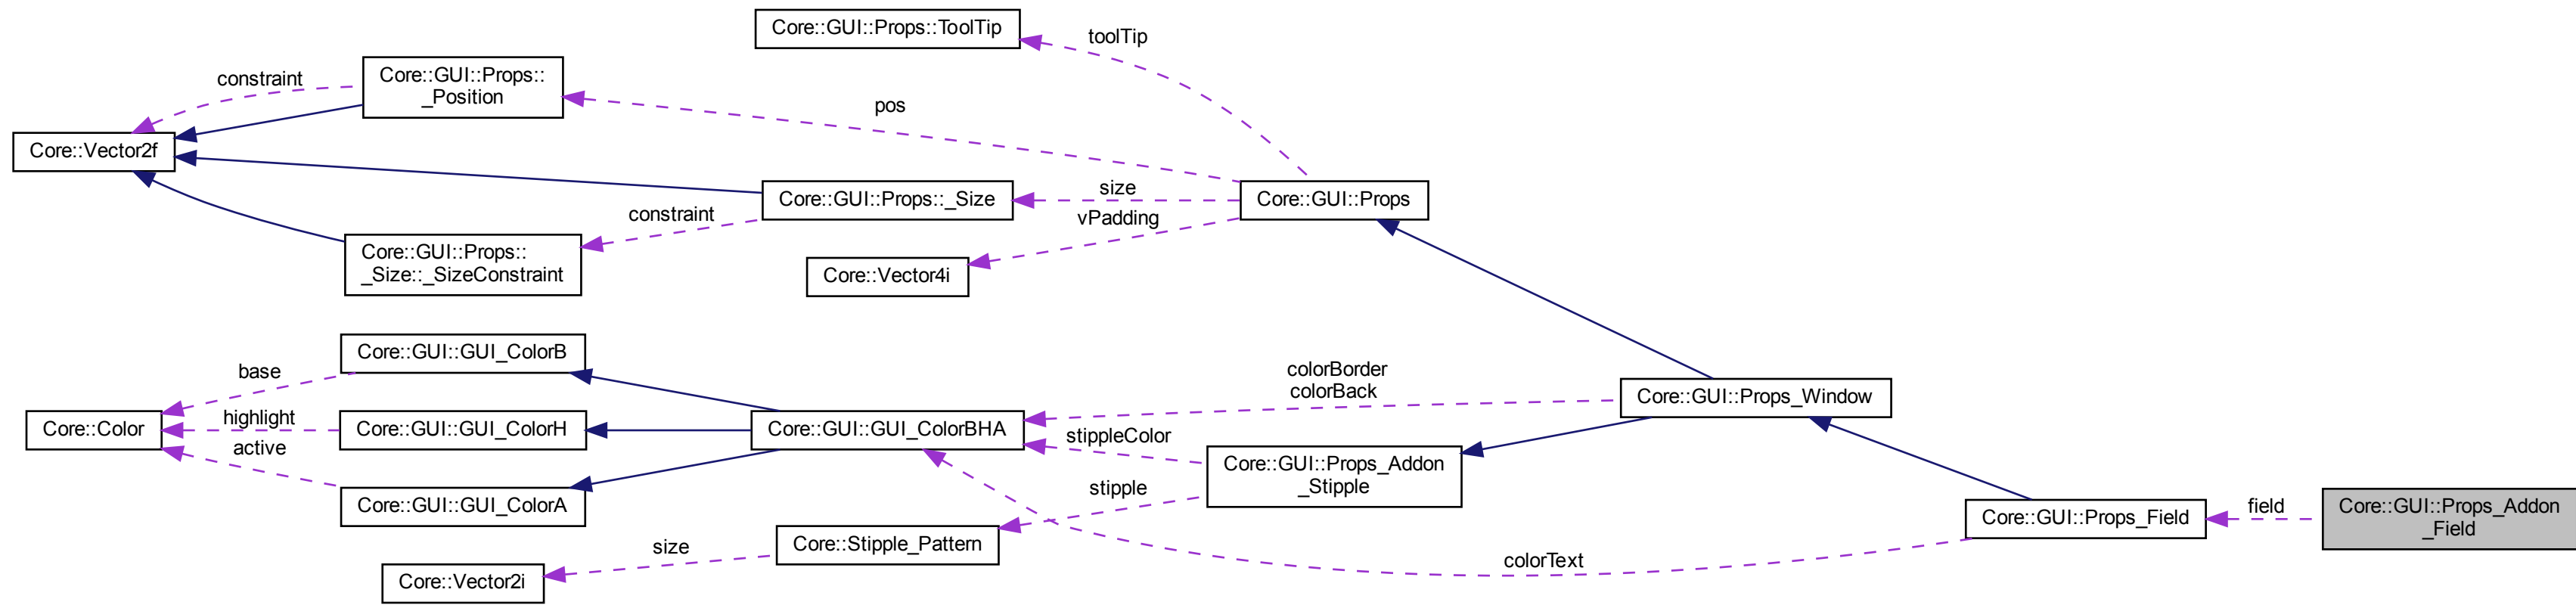 Core::GUI::Props::ToolTip
toolTip
Core::GUI::Props::
_Position
constraint
pos
Core::Vector2f
Core::GUI::Props::_Size
size
Core::GUI::Props
constraint
vPadding
Core::GUI::Props::
_Size::_SizeConstraint
Core::Vector4i
Core::GUI::GUI_ColorB
base
colorBorder
colorBack
Core::GUI::Props_Window
Core::Color
highlight
Core::GUI::GUI_ColorH
Core::GUI::GUI_ColorBHA
stippleColor
active
Core::GUI::Props_Addon
_Stipple
stipple
Core::GUI::GUI_ColorA
Core::GUI::Props_Field
field
Core::GUI::Props_Addon
_Field
Core::Stipple_Pattern
size
colorText
Core::Vector2i